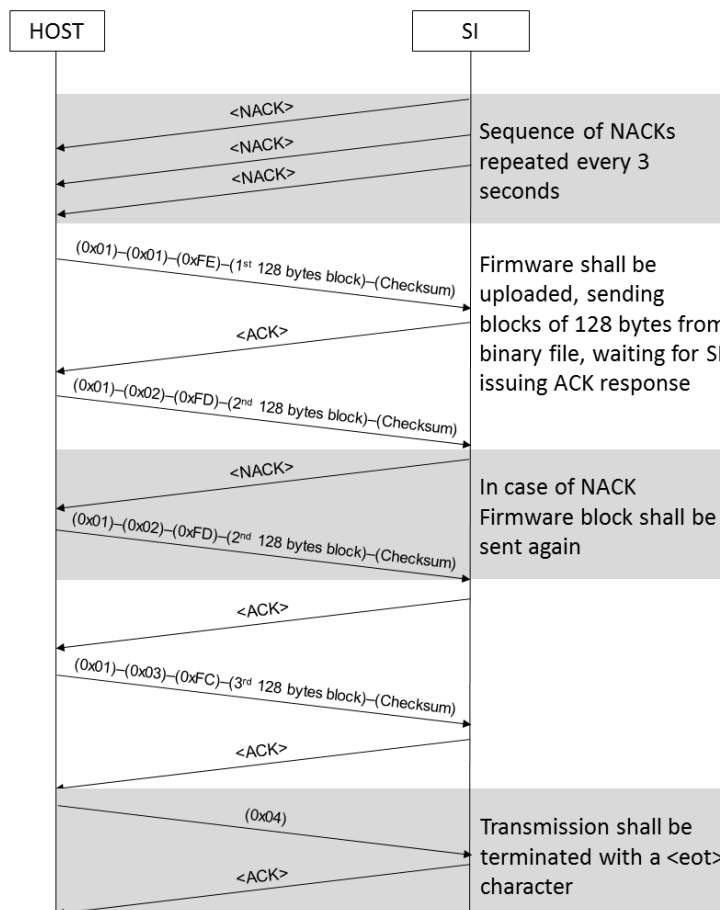 HOST
SI
<NACK>
<NACK>
<NACK>
Sequence of NACKs
repeated every 3
seconds
(0x01)–(0x01)–(0xFE)–(1st 128 bytes block)–(Checksum)
Firmware shall be
uploaded, sending
blocks of 128 bytes from
binary file, waiting for SI
issuing ACK response
<ACK>
(0x01)–(0x02)–(0xFD)–(2nd 128 bytes block)–(Checksum)
<NACK>
In case of NACK
Firmware block shall be
sent again
(0x01)–(0x02)–(0xFD)–(2nd 128 bytes block)–(Checksum)
<ACK>
(0x01)–(0x03)–(0xFC)–(3rd 128 bytes block)–(Checksum)
<ACK>
(0x04)
Transmission shall be
terminated with a <eot>
character
<ACK>